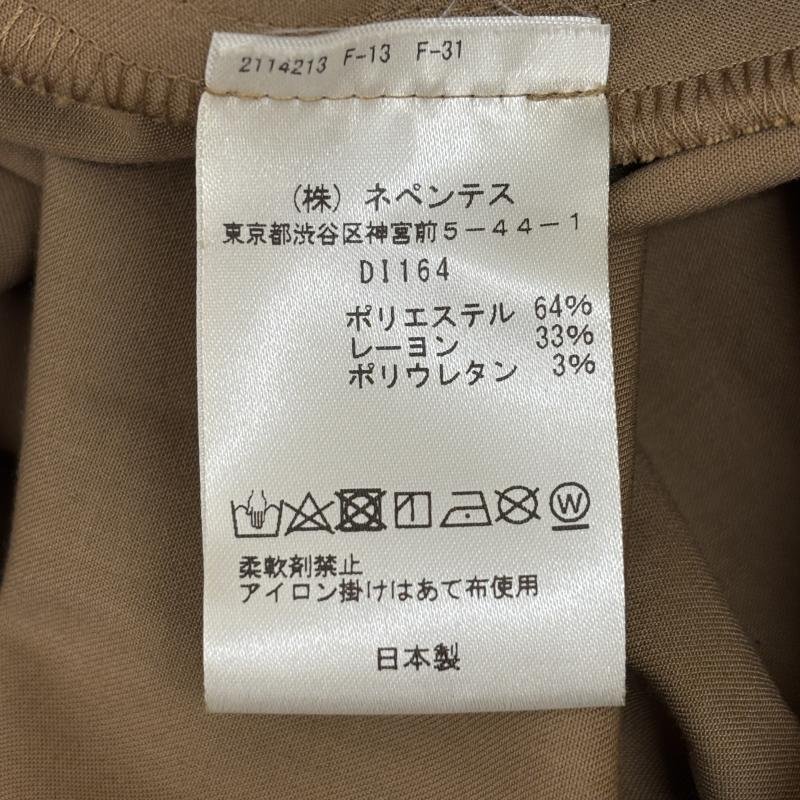 2114213 F-13 F-31
(株) ネペンテス
東京都渋谷区神宮前5-44-1
DI164
ポリエステル 64%
レーヨン 33%
ポリウレタン 3%
W
柔軟剤禁止
アイロン掛けはあて布使用
日本製